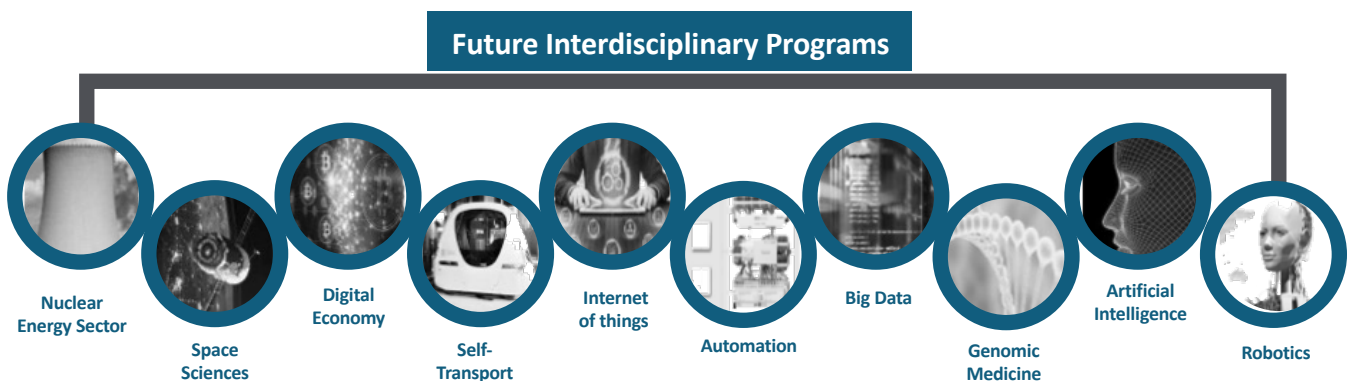 Future Interdisciplinary Programs
Nuclear
Energy Sector
Space
Sciences
Digital
Economy
Self-
Transport
Internet
of things
Automation
Big Data
Genomic
Medicine
Artificial
Intelligence
Robotics